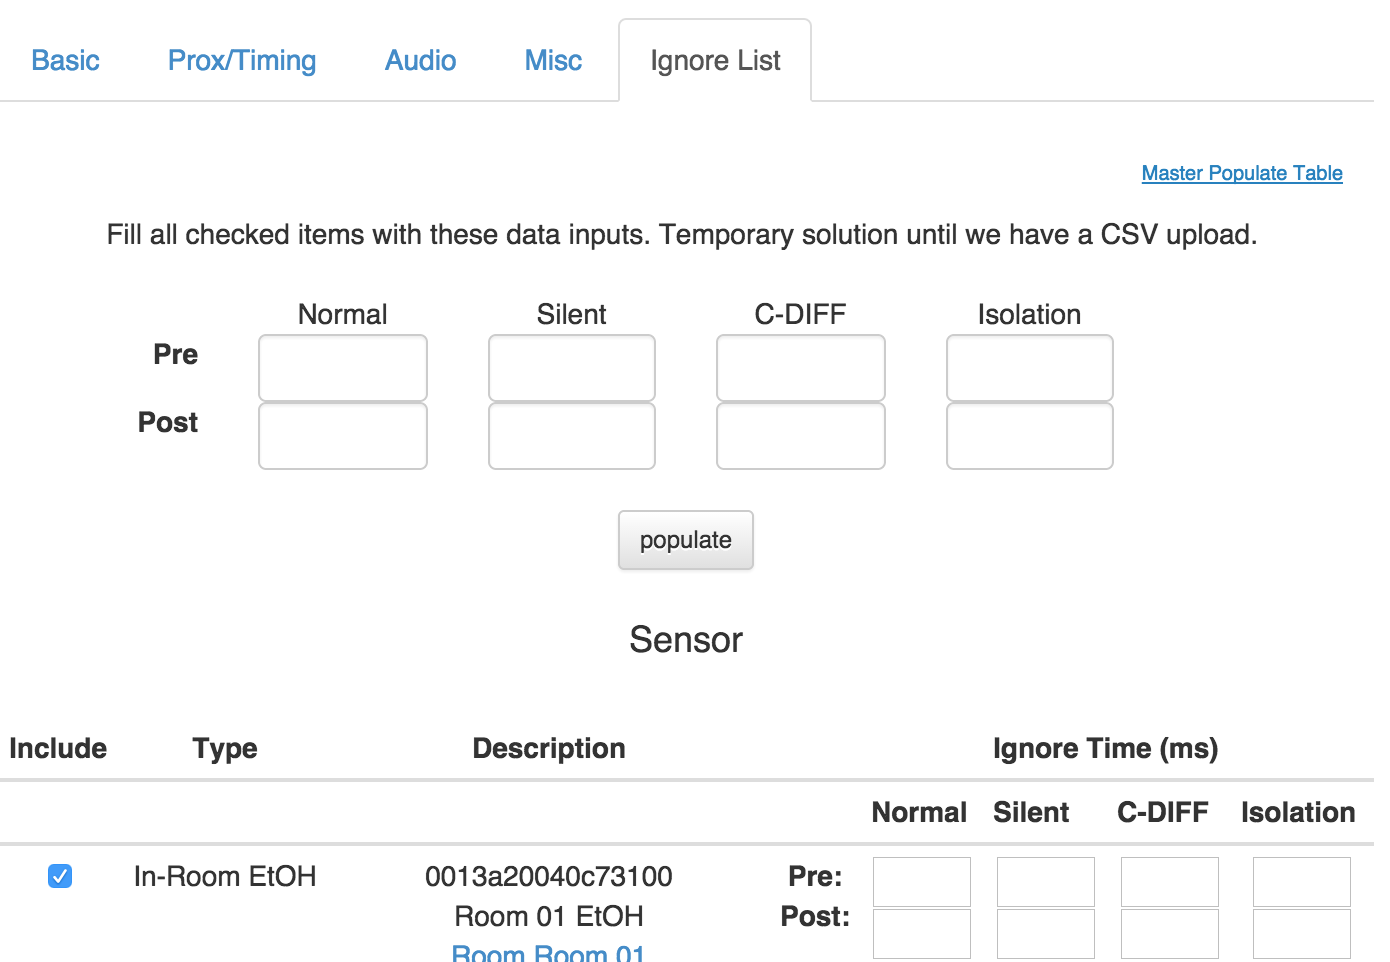 Basic Prox/Timing Audio Misc Ignore List
Master Populate Table
Fill all checked items with these data inputs. Temporary solution until we have a CSV upload.
Normal Silent C-DIFF Isolation
Pre
Post
populate
Sensor
Include Type Description Ignore Time (ms)
Normal Silent C-DIFF Isolation
In-Room EtOH 0013a20040c73100 Pre:
Room 01 EtOH Post:
Room Room 01